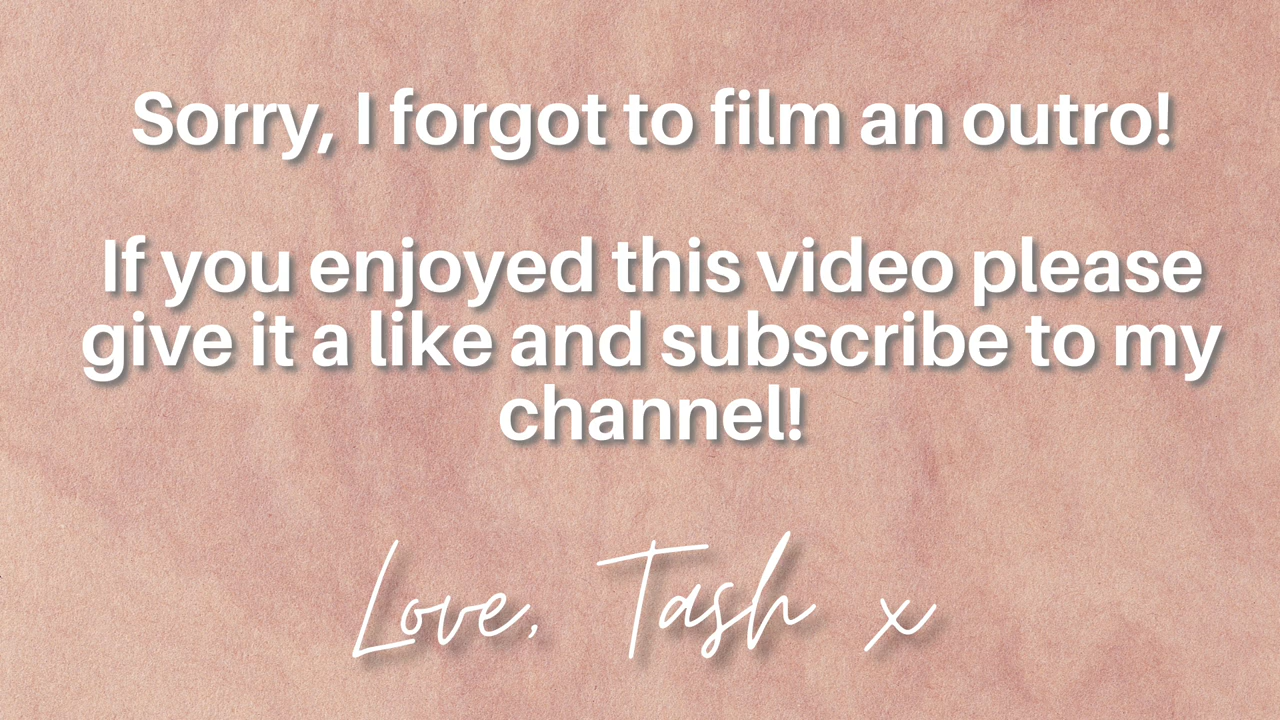 Sorry, I forgot to film an outro!
If you enjoyed this video please
give it a like and subscribe to my
channel!
Love, Tash x